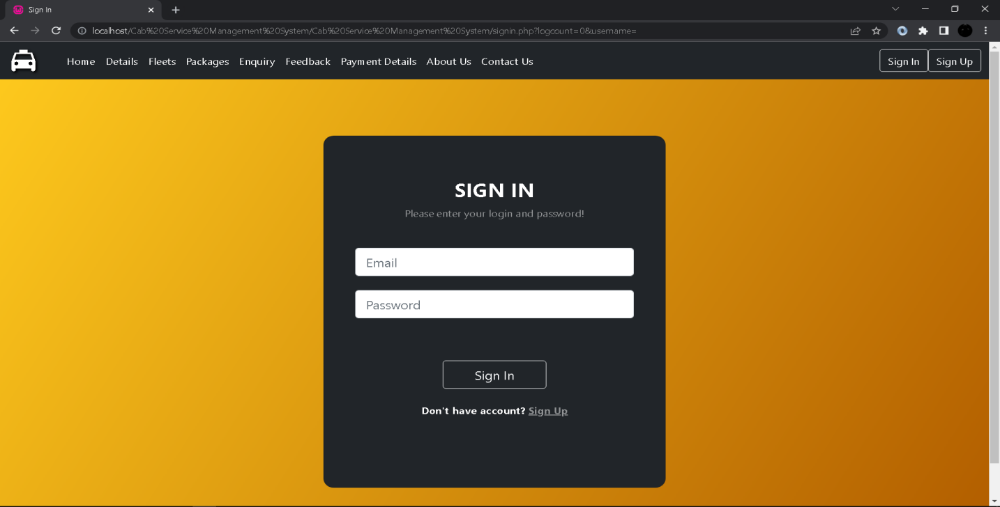 Sign In
localhost/Cab%20Service%20Management%20System/Cab%20Service%20Management%20System/signin.php?logcount=0&username=
Home Details Fleets Packages Enquiry Feedback Payment Details About Us Contact Us Sign In Sign Up
SIGN IN
Please enter your login and password!
Email
Password
Sign In
Don't have account? Sign Up